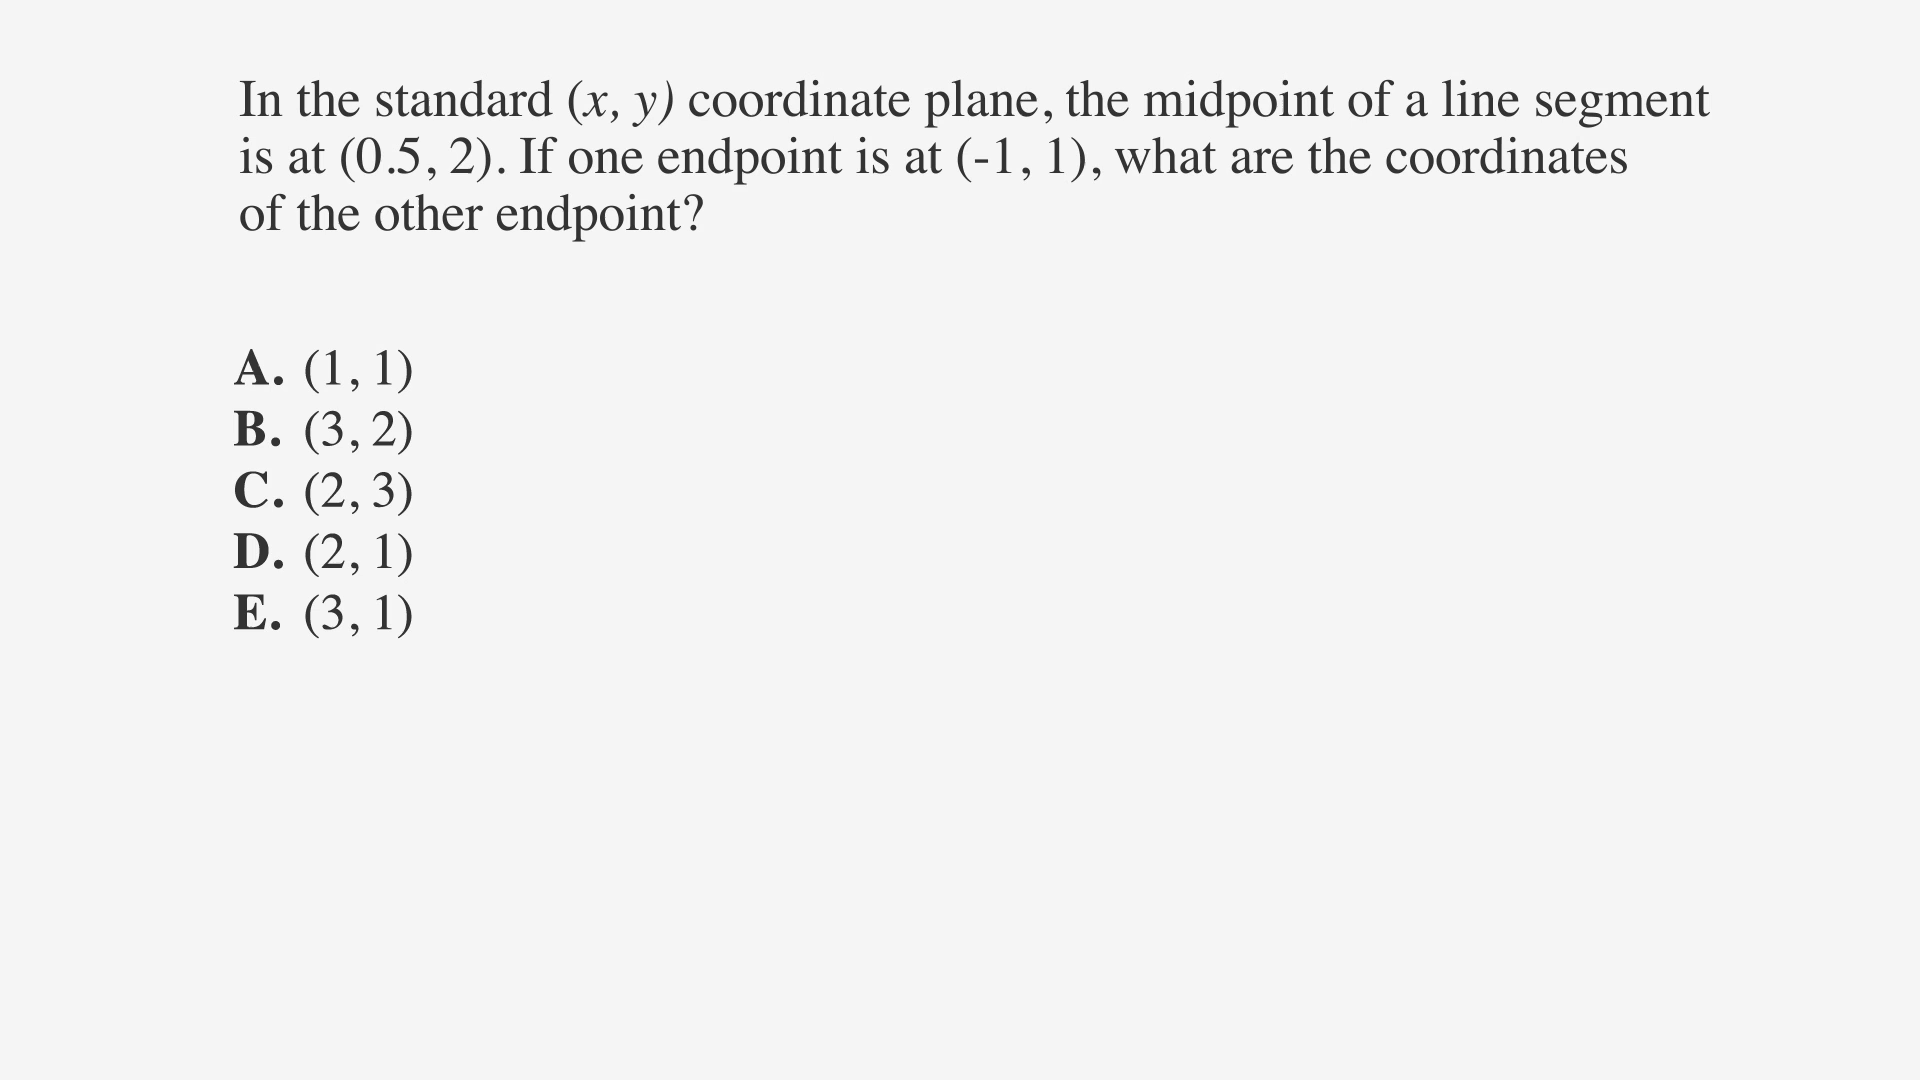 In the standard (x, y) coordinate plane, the midpoint of a line segment
is at (0.5, 2). If one endpoint is at (-1, 1), what are the coordinates
of the other endpoint?
A. (1, 1)
B. (3, 2)
C. (2, 3)
D. (2, 1)
E. (3, 1)